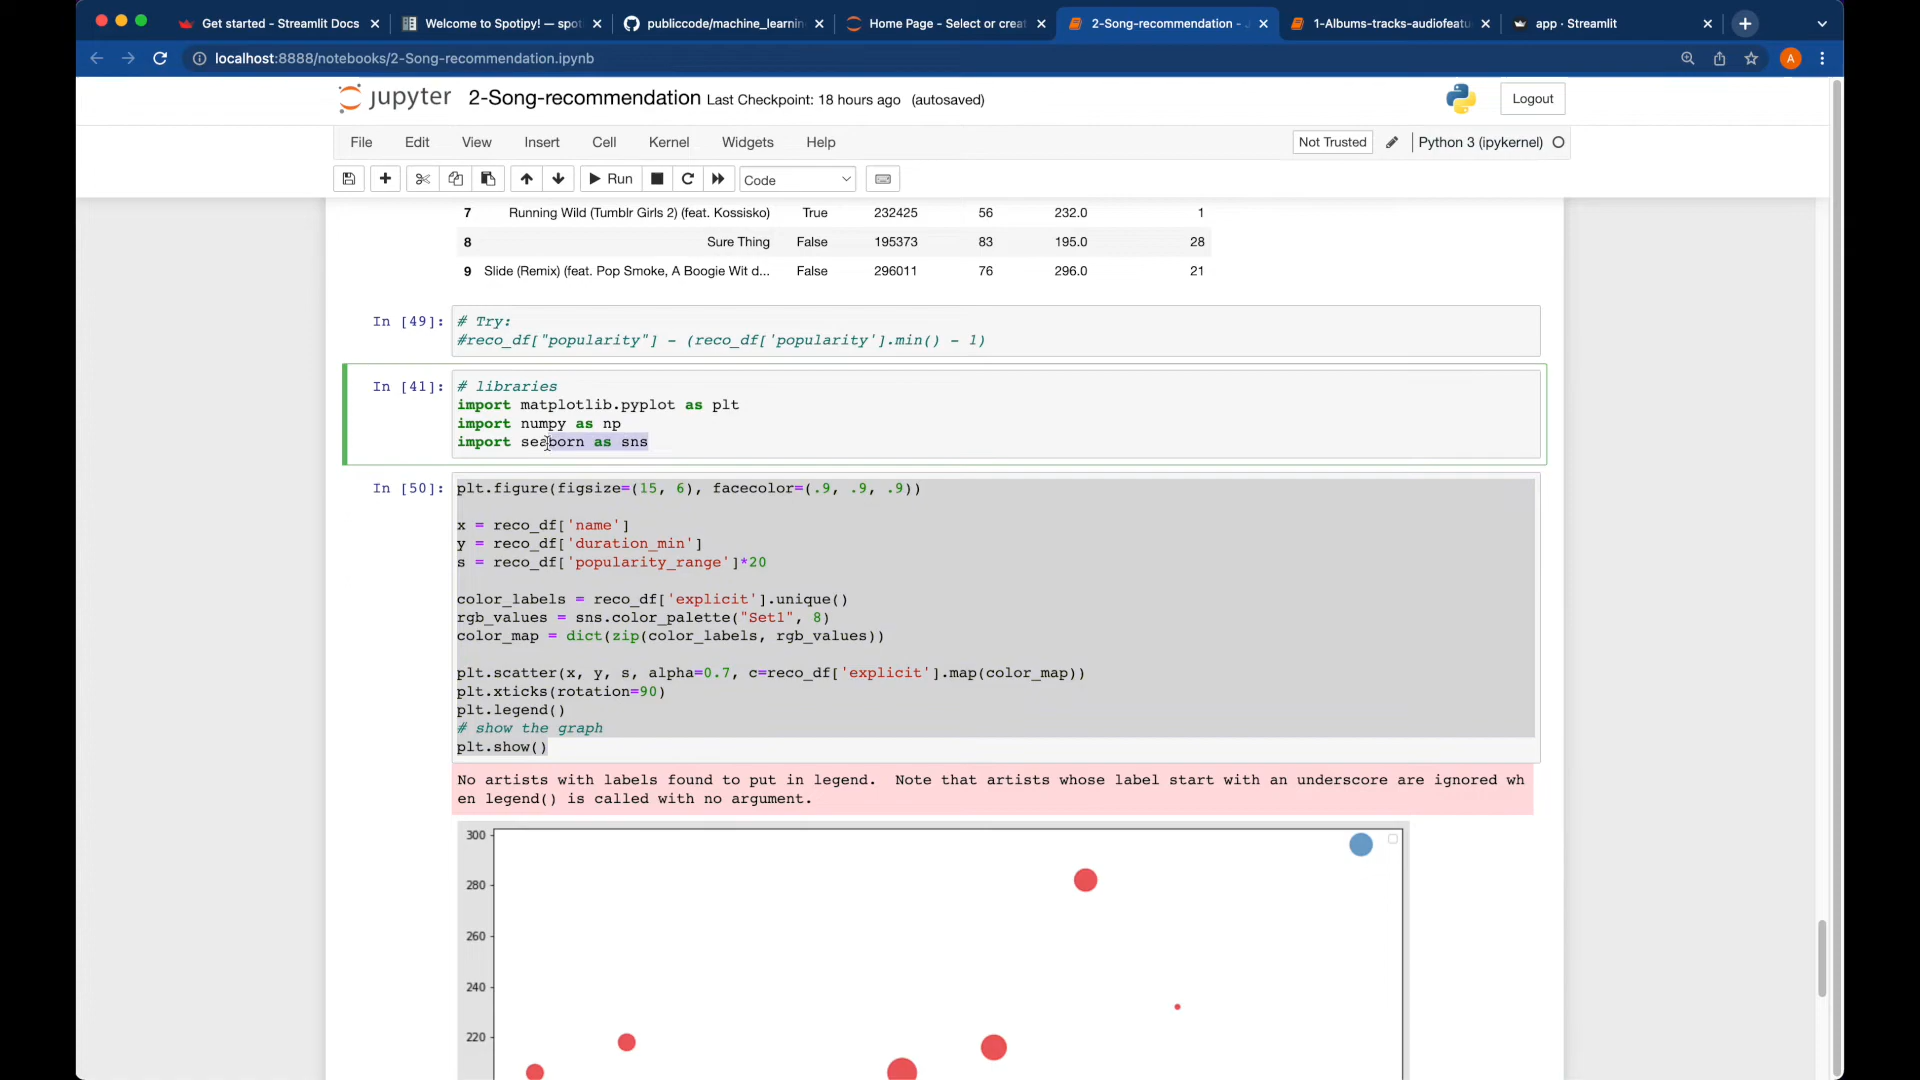 Get started - Streamlit Docs
Welcome to Spotipy! — spot
publiccode/machine_learnin
Home Page - Select or creat
2-Song-recommendation - J
1-Albums-tracks-audiofeatu
app · Streamlit
localhost:8888/notebooks/2-Song-recommendation.ipynb
A
jupyter 2-Song-recommendation Last Checkpoint: 18 hours ago (autosaved)
Logout
File Edit View Insert Cell Kernel Widgets Help
Not Trusted
Python 3 (ipykernel)
Run
Code
7 Running Wild (Tumblr Girls 2) (feat. Kossisko) True 232425 56 232.0 1
8 Sure Thing False 195373 83 195.0 28
9 Slide (Remix) (feat. Pop Smoke, A Boogie Wit d... False 296011 76 296.0 21
In [49]: # Try:
#reco_df["popularity"] - (reco_df['popularity'].min() - 1)
In [41]: # libraries
import matplotlib.pyplot as plt
import numpy as np
import seaborn as sns
In [50]: plt.figure(figsize=(15, 6), facecolor=(.9, .9, .9))
x = reco_df['name']
y = reco_df['duration_min']
s = reco_df['popularity_range']*20
color_labels = reco_df['explicit'].unique()
rgb_values = sns.color_palette("Set1", 8)
color_map = dict(zip(color_labels, rgb_values))
plt.scatter(x, y, s, alpha=0.7, c=reco_df['explicit'].map(color_map))
plt.xticks(rotation=90)
plt.legend()
# show the graph
plt.show()
No artists with labels found to put in legend.  Note that artists whose label start with an underscore are ignored wh
en legend() is called with no argument.
300
280
260
240
220